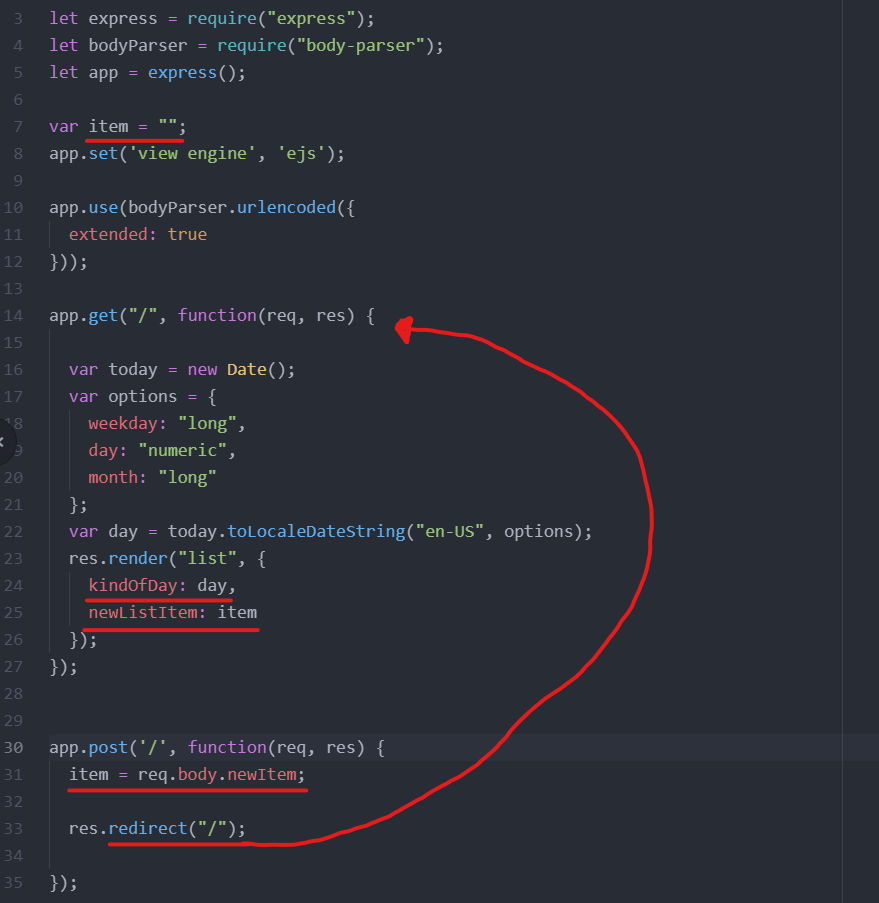 3 let express = require("express");
4 let bodyParser = require("body-parser");
5 let app = express();
6
7 var item = "";
8 app.set('view engine', 'ejs');
9
10 app.use(bodyParser.urlencoded({
11   extended: true
12 }));
13
14 app.get("/", function(req, res) {
15
16   var today = new Date();
17   var options = {
18     weekday: "long",
19     day: "numeric",
20     month: "long"
21   };
22   var day = today.toLocaleDateString("en-US", options);
23   res.render("list", {
24     kindOfDay: day,
25     newListItem: item
26   });
27 });
28
29
30 app.post('/', function(req, res) {
31   item = req.body.newItem;
32
33   res.redirect("/");
34
35 });